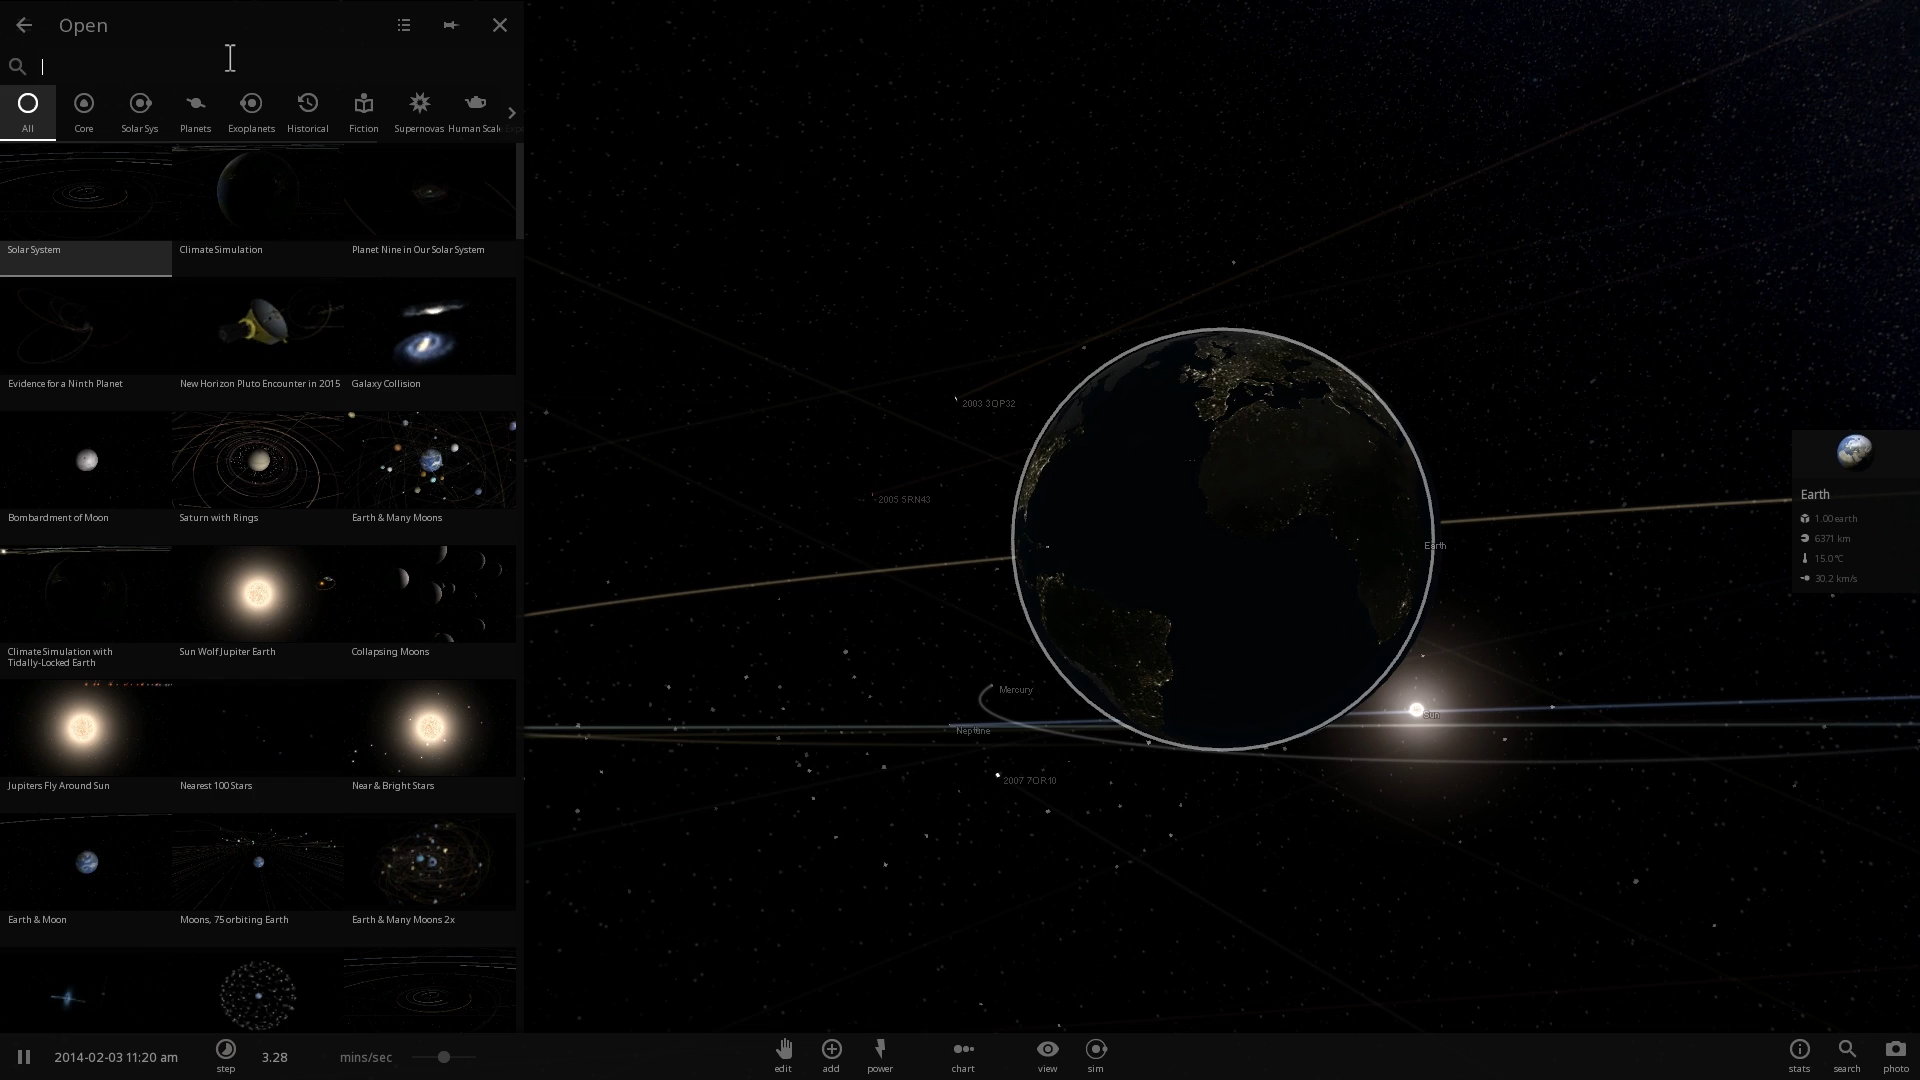 Open
All
Core
Solar Sys
Planets
Exoplanets
Historical
Fiction
Supernovas
Human Scale
Solar System
Climate Simulation
Planet Nine in Our Solar System
Evidence for a Ninth Planet
New Horizon Pluto Encounter in 2015
Galaxy Collision
Bombardment of Moon
Saturn with Rings
Earth & Many Moons
Climate Simulation with
Tidally-Locked Earth
Sun Wolf Jupiter Earth
Collapsing Moons
Jupiters Fly Around Sun
Nearest 100 Stars
Near & Bright Stars
Earth & Moon
Moons, 75 orbiting Earth
Earth & Many Moons 2x
2003 3OP32
2005 5RN43
Earth
Mercury
Neptune
Sun
2007 7OR10
Earth
1.00 earth
6371 km
15.0 °C
30.2 km/s
2014-02-03 11:20 am
step
3.28
mins/sec
edit
add
power
chart
view
sim
stats
search
photo